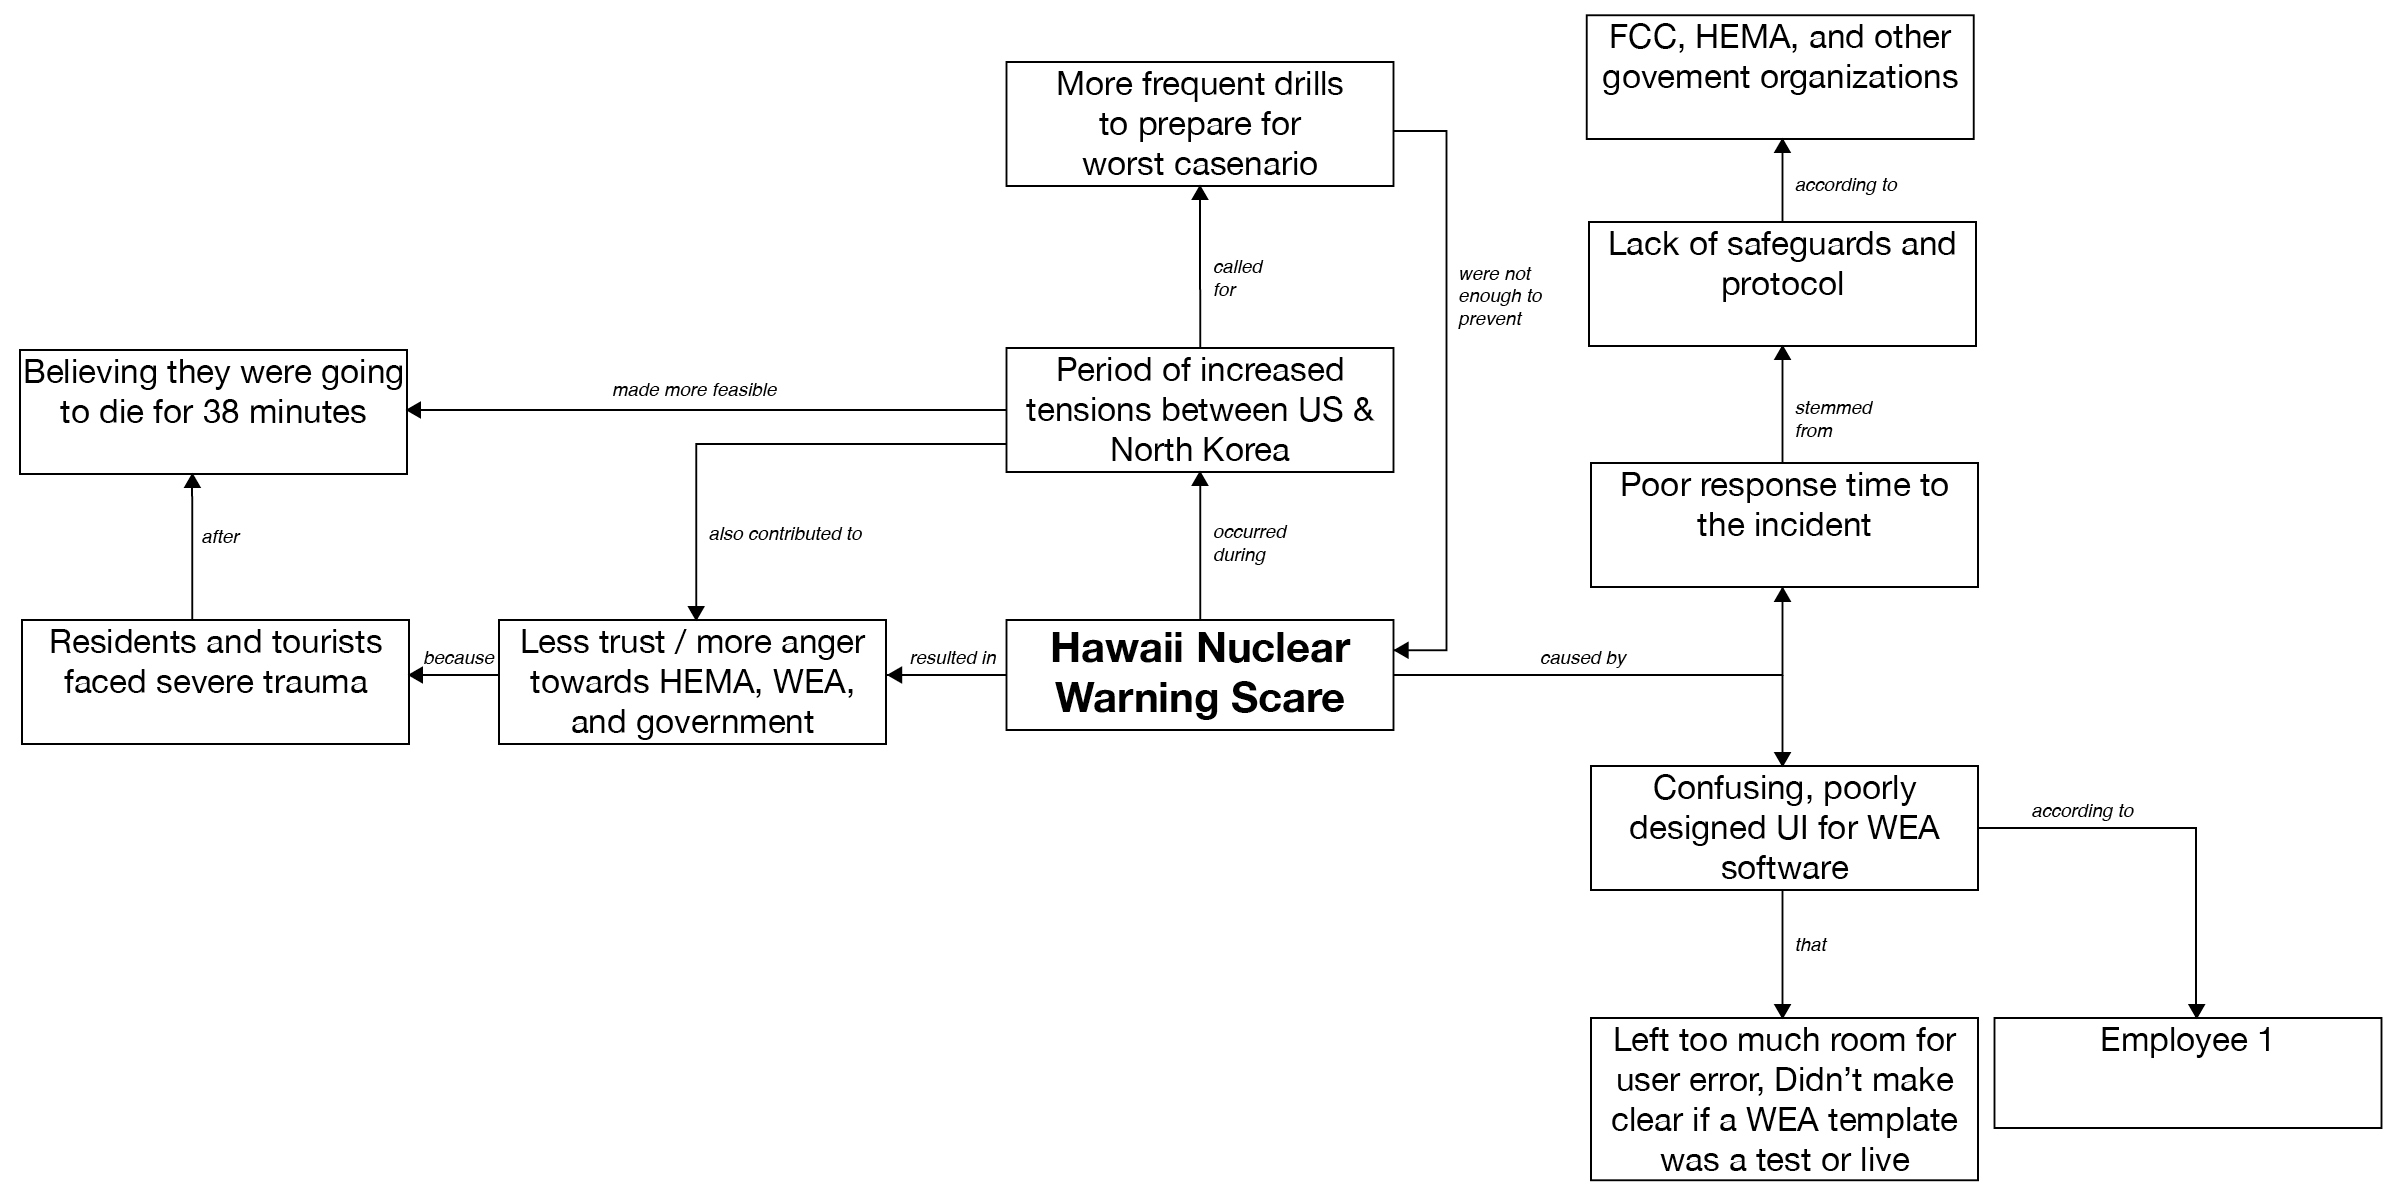 FCC, HEMA, and other
govement organizations
More frequent drills
to prepare for
worst casenario
according to
Lack of safeguards and
protocol
called
for
were not
enough to
prevent
Believing they were going
to die for 38 minutes
made more feasible
Period of increased
tensions between US &
North Korea
stemmed
from
Poor response time to
the incident
after
also contributed to
occurred
during
Residents and tourists
faced severe trauma
because
Less trust / more anger
towards HEMA, WEA,
and government
resulted in
Hawaii Nuclear
Warning Scare
caused by
Confusing, poorly
designed UI for WEA
software
according to
that
Left too much room for
user error, Didn’t make
clear if a WEA template
was a test or live
Employee 1